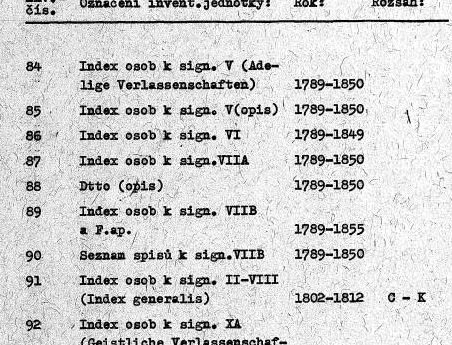 čís. Označení invent.jednotky: Rok: Rozsah:
84 Index osob k sign. V (Ade-
lige Verlassenschaften) 1789-1850
85 Index osob k sign. V(opis) 1789-1850
86 Index osob k sign. VI 1789-1849
87 Index osob k sign.VIIA 1789-1850
88 Dtto (opis) 1789-1850
89 Index osob k sign. VIIB
a F.ap. 1789-1855
90 Seznam spisů k sign.VIIB 1789-1850
91 Index osob k sign. II-VIII
(Index generalis) 1802-1812 C - K
92 Index osob k sign. XA
(Geistliche Verlassenschaf-